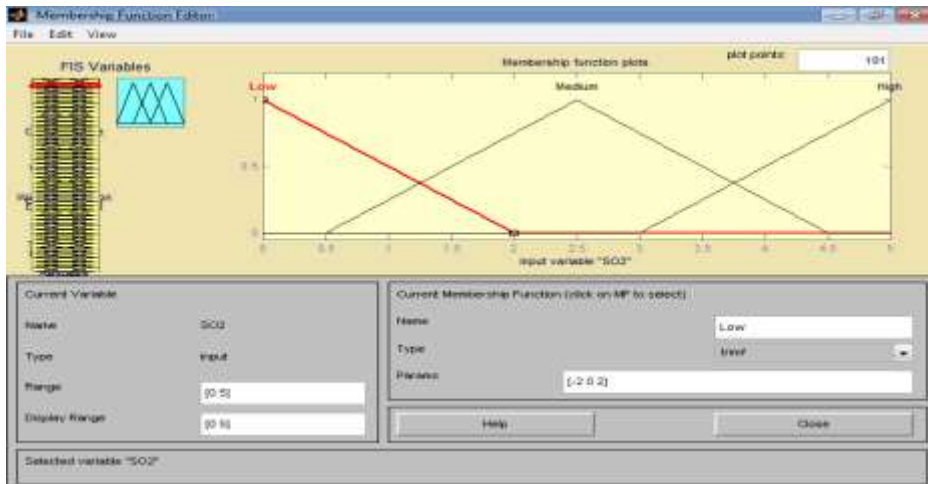 Membership Function Editor
File Edit View
FIS Variables
Membership function plots
plot points:
101
Low
Medium
High
1
0.5
0
0 0.5 1 1.5 2 2.5 3 3.5 4 4.5 5
input variable "SO2"
Current Variable
Name SO2
Type input
Range [0 5]
Display Range [0 5]
Current Membership Function (click on MF to select)
Name Low
Type trimf
Params [-2 0 2]
Help Close
Selected variable "SO2"